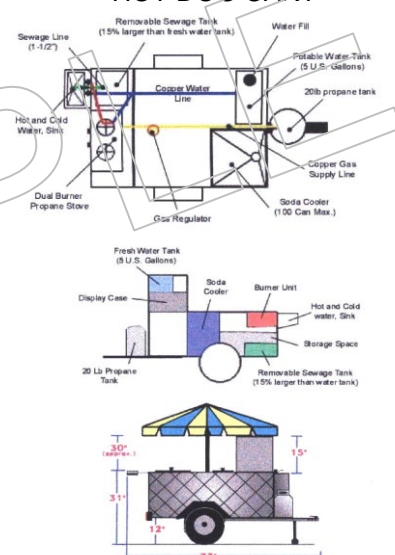 Removable Sewage Tank
(15% larger than fresh water tank)
Sewage Line
(1-1/2")
Water Fill
Potable Water Tank
(5 U.S. Gallons)
20lb propane tank
Copper Water
Line
Hot and Cold
Water, Sink
Copper Gas
Supply Line
Dual Burner
Propane Stove
Gas Regulator
Soda Cooler
(100 Can Max.)
Fresh Water Tank
(5 U.S. Gallons)
Soda
Cooler
Burner Unit
Display Case
Hot and Cold
water, Sink
Storage Space
20 Lb Propane
Tank
Removable Sewage Tank
(15% larger than water tank)
30"
(approx.)
15"
31"
12"